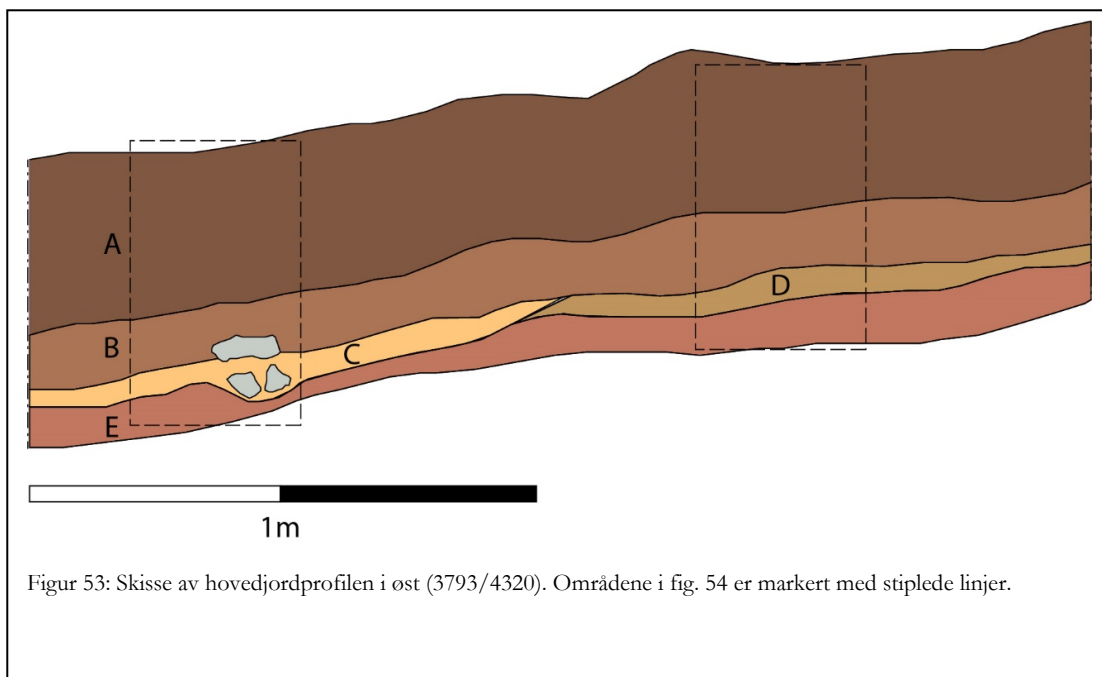 A
B
C
D
E
1m
Figur 53: Skisse av hovedjordprofilen i øst (3793/4320). Områdene i fig. 54 er markert med stiplede linjer.